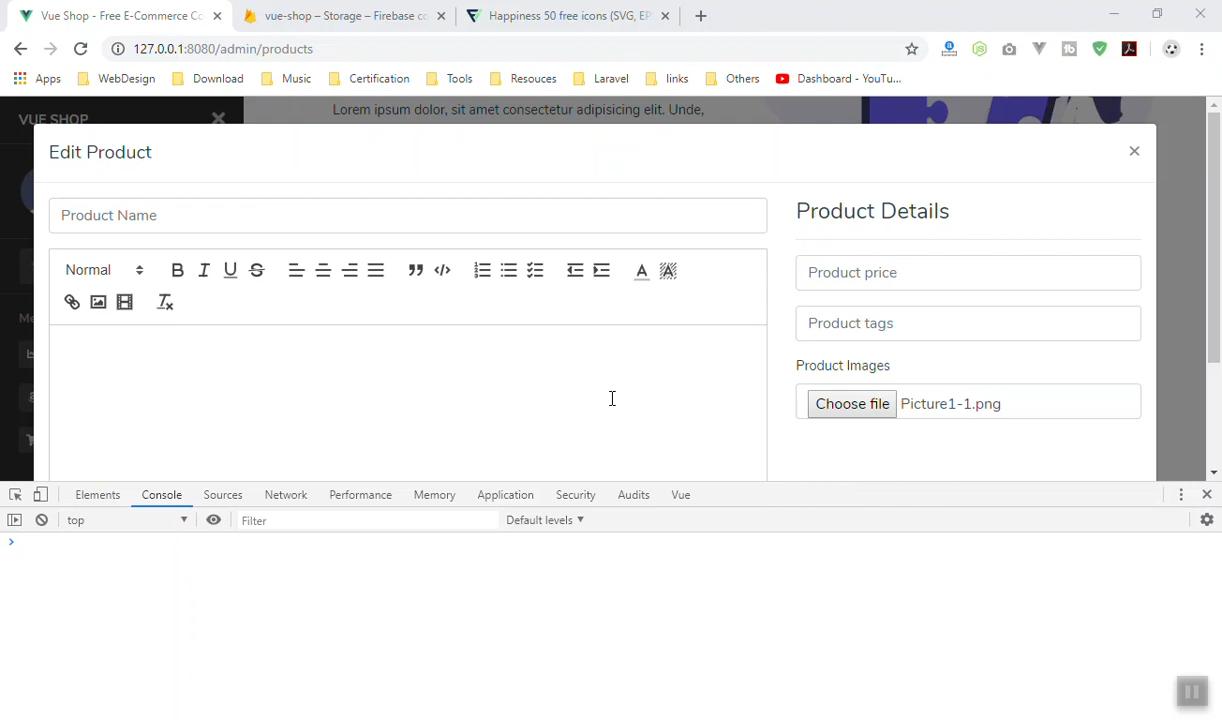 Vue Shop - Free E-Commerce Co
vue-shop – Storage – Firebase co
Happiness 50 free icons (SVG, EP
127.0.0.1:8080/admin/products
Apps
WebDesign
Download
Music
Certification
Tools
Resouces
Laravel
links
Others
Dashboard - YouTu...
VUE SHOP
Lorem ipsum dolor, sit amet consectetur adipisicing elit. Unde,
Edit Product
Product Name
Product Details
Normal
Product price
Product tags
Product Images
Choose file Picture1-1.png
Me
Elements
Console
Sources
Network
Performance
Memory
Application
Security
Audits
Vue
top
Filter
Default levels